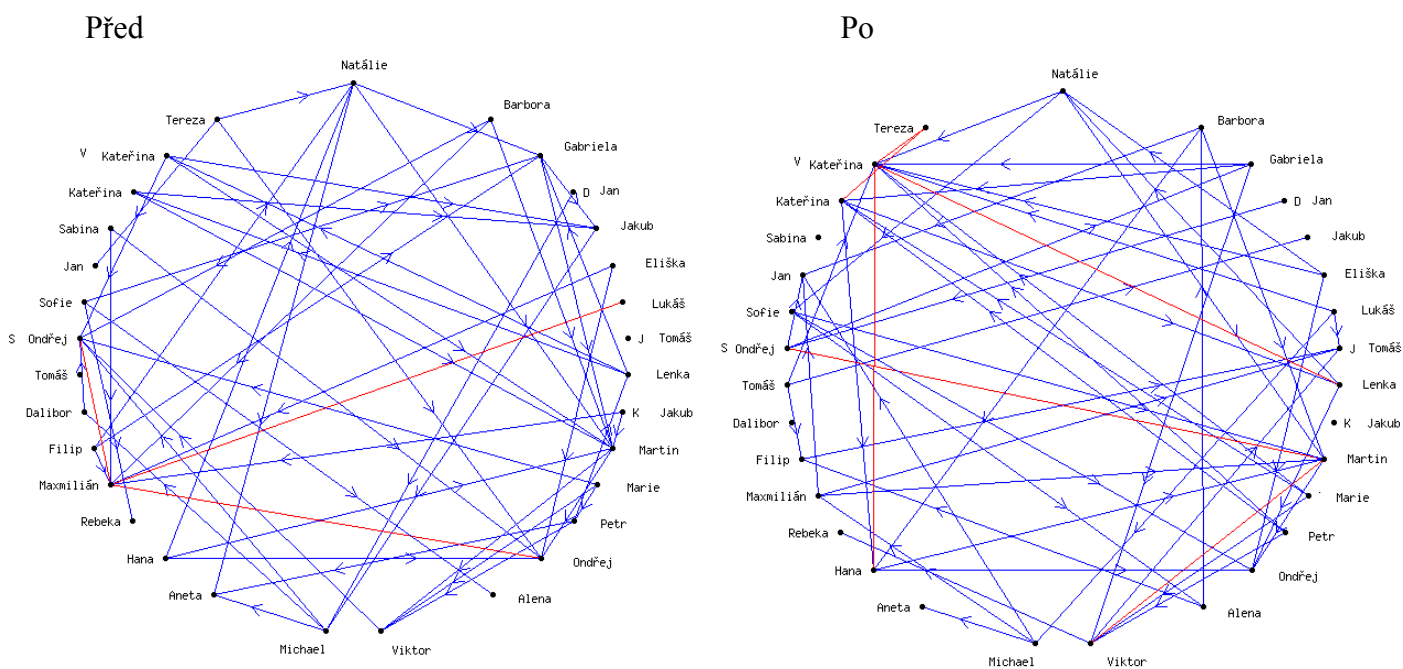 Před
Po
Natálie
Tereza
Barbora
V Kateřina
Gabriela
Kateřina
D Jan
Sabina
Jakub
Jan
Eliška
Sofie
Lukáš
S Ondřej
J Tomáš
Tomáš
Lenka
Dalibor
K Jakub
Filip
Martin
Maxmilián
Marie
Rebeka
Petr
Hana
Ondřej
Aneta
Alena
Michael
Viktor
Natálie
Tereza
Barbora
V Kateřina
Gabriela
Kateřina
D Jan
Sabina
Jakub
Jan
Eliška
Sofie
Lukáš
S Ondřej
J Tomáš
Tomáš
Lenka
Dalibor
K Jakub
Filip
Martin
Maxmilián
Marie
Rebeka
Petr
Hana
Ondřej
Aneta
Alena
Michael
Viktor